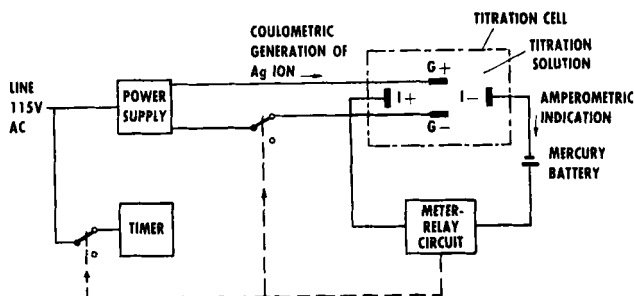 TITRATION CELL
COULOMETRIC
GENERATION OF
Ag ION
TITRATION
SOLUTION
G+
LINE
115V
AC
POWER
SUPPLY
I+
I-
AMPEROMETRIC
INDICATION
G-
MERCURY
BATTERY
TIMER
METER-
RELAY
CIRCUIT